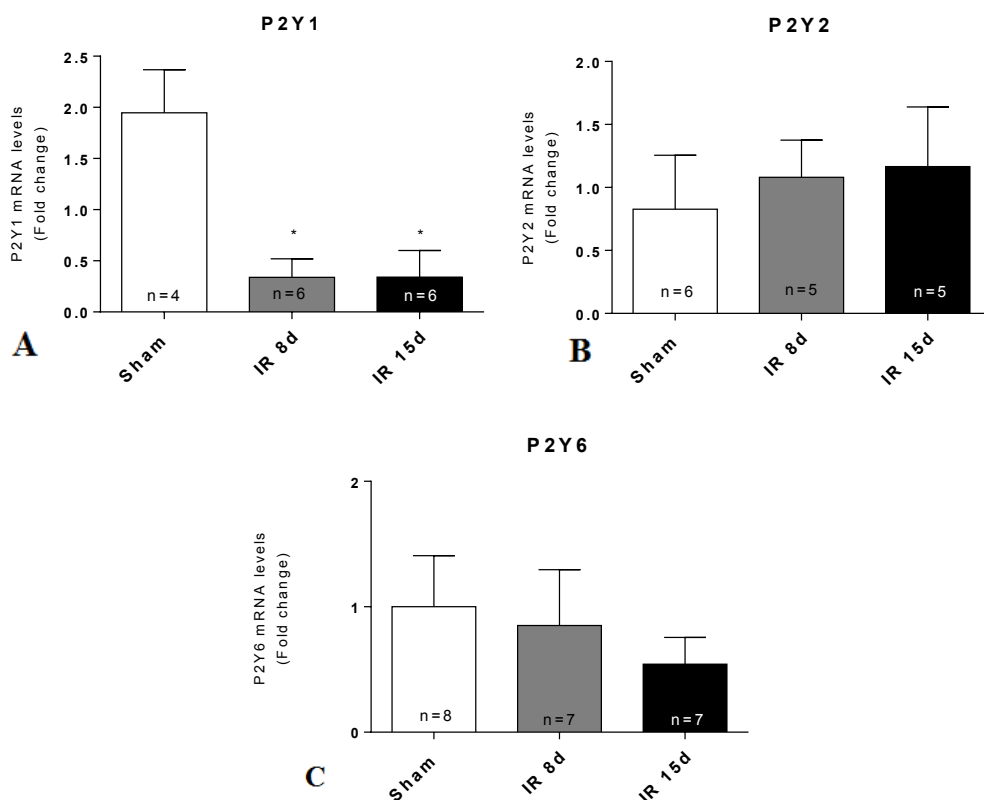 P2Y1
P2Y1 mRNA levels
(Fold change)
2.5
2.0
1.5
1.0
0.5
0.0
*
*
n=4
n=6
n=6
Sham
IR 8d
IR 15d
A
P2Y2
P2Y2 mRNA levels
(Fold change)
2.0
1.5
1.0
0.5
0.0
n=6
n=5
n=5
Sham
IR 8d
IR 15d
B
P2Y6
P2Y6 mRNA levels
(Fold change)
2
1
0
n=8
n=7
n=7
Sham
IR 8d
IR 15d
C